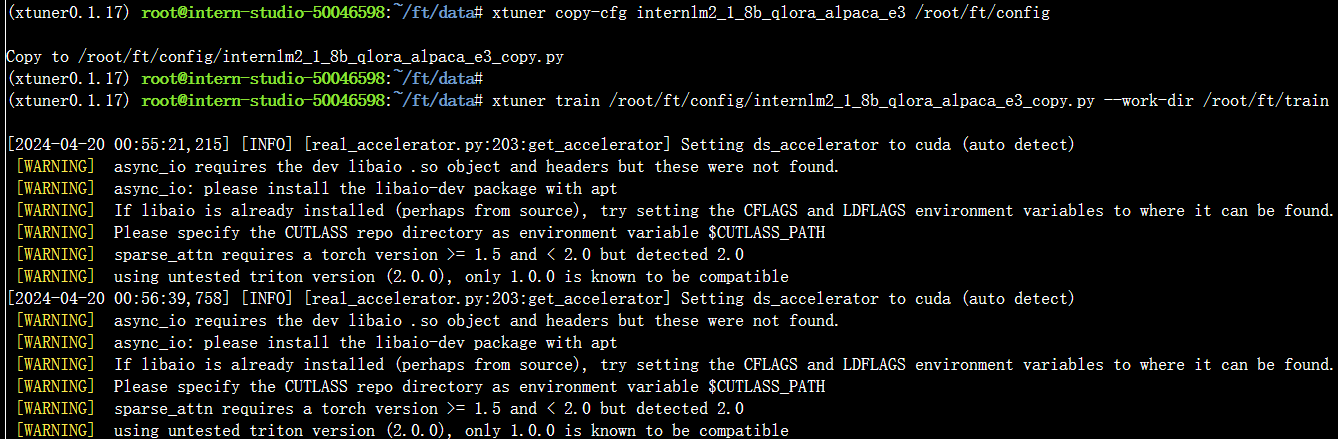 (xtuner0.1.17) root@intern-studio-50046598:~/ft/data# xtuner copy-cfg internlm2_1_8b_qlora_alpaca_e3 /root/ft/config
Copy to /root/ft/config/internlm2_1_8b_qlora_alpaca_e3_copy.py
(xtuner0.1.17) root@intern-studio-50046598:~/ft/data#
(xtuner0.1.17) root@intern-studio-50046598:~/ft/data# xtuner train /root/ft/config/internlm2_1_8b_qlora_alpaca_e3_copy.py --work-dir /root/ft/train
[2024-04-20 00:55:21,215] [INFO] [real_accelerator.py:203:get_accelerator] Setting ds_accelerator to cuda (auto detect)
[WARNING] async_io requires the dev libaio .so object and headers but these were not found.
[WARNING] async_io: please install the libaio-dev package with apt
[WARNING] If libaio is already installed (perhaps from source), try setting the CFLAGS and LDFLAGS environment variables to where it can be found.
[WARNING] Please specify the CUTLASS repo directory as environment variable $CUTLASS_PATH
[WARNING] sparse_attn requires a torch version >= 1.5 and < 2.0 but detected 2.0
[WARNING] using untested triton version (2.0.0), only 1.0.0 is known to be compatible
[2024-04-20 00:56:39,758] [INFO] [real_accelerator.py:203:get_accelerator] Setting ds_accelerator to cuda (auto detect)
[WARNING] async_io requires the dev libaio .so object and headers but these were not found.
[WARNING] async_io: please install the libaio-dev package with apt
[WARNING] If libaio is already installed (perhaps from source), try setting the CFLAGS and LDFLAGS environment variables to where it can be found.
[WARNING] Please specify the CUTLASS repo directory as environment variable $CUTLASS_PATH
[WARNING] sparse_attn requires a torch version >= 1.5 and < 2.0 but detected 2.0
[WARNING] using untested triton version (2.0.0), only 1.0.0 is known to be compatible